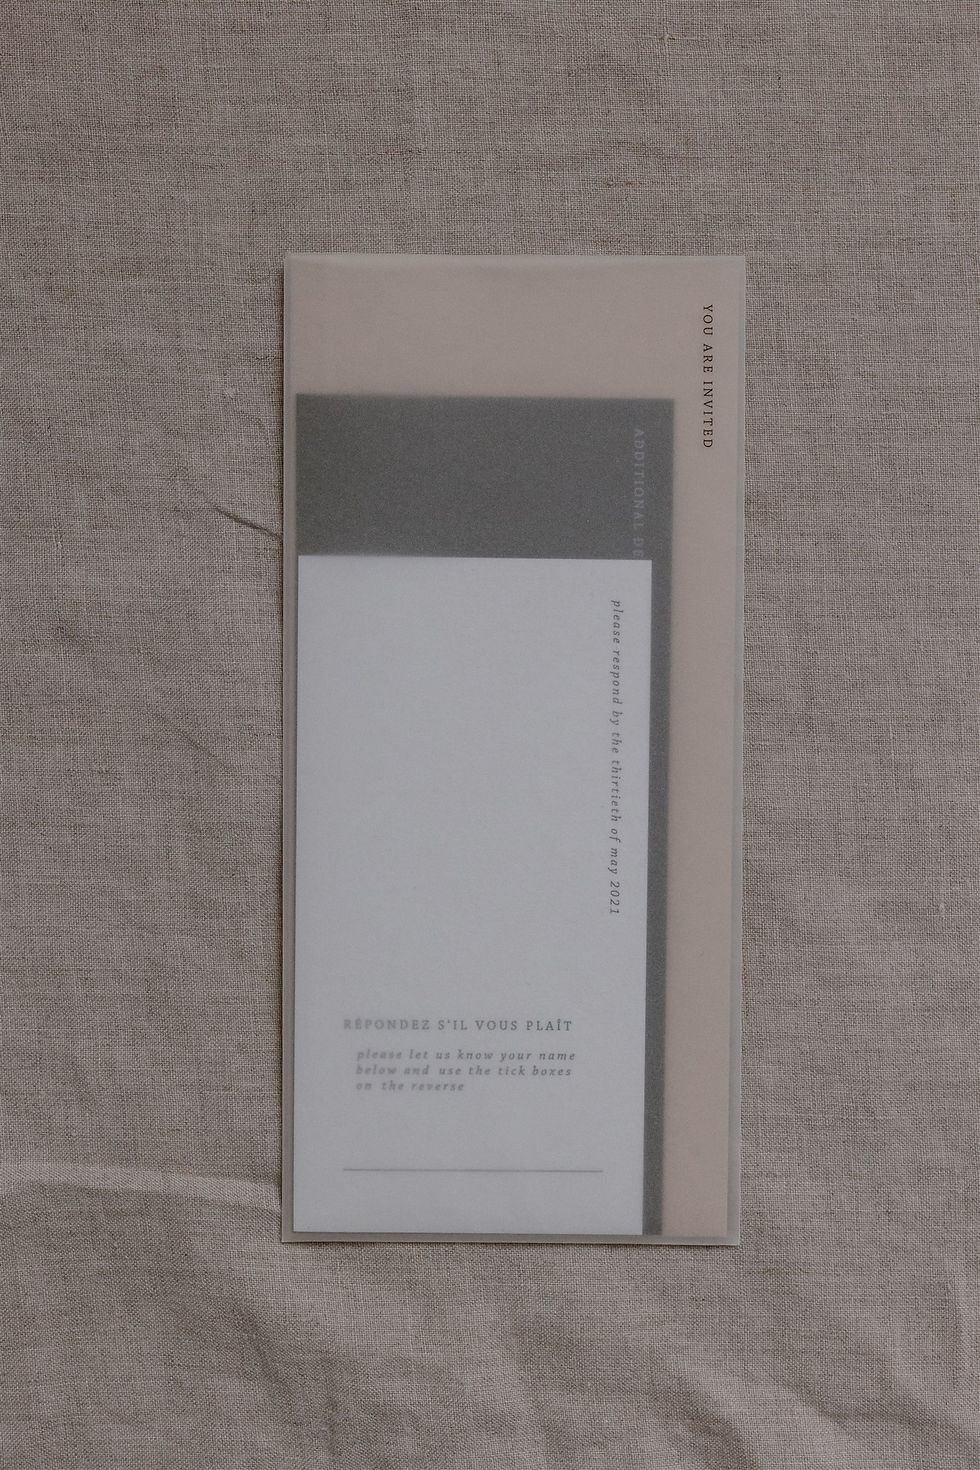 YOU ARE INVITED
ADDITIONAL DE
please respond by the thirtieth of may 2021
RÉPONDEZ S'IL VOUS PLAÎT
please let us know your name
below and use the tick boxes
on the reverse